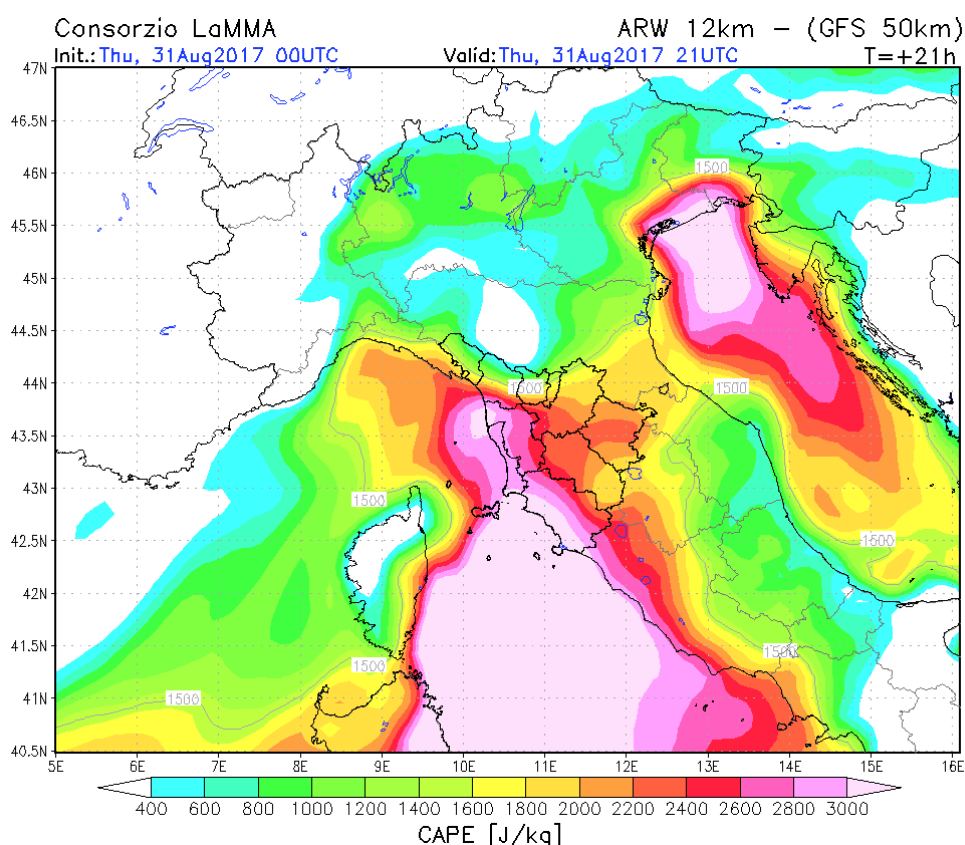 Consorzio LaMMA ARW 12km – (GFS 50km)
Init.: Thu, 31Aug2017 00UTC Valid: Thu, 31Aug2017 21UTC T=+21h
47N
46.5N
46N
45.5N
45N
44.5N
44N
43.5N
43N
42.5N
42N
41.5N
41N
40.5N
1500
1500
1500
1500
1500
1500
1500
1500
5E 6E 7E 8E 9E 10E 11E 12E 13E 14E 15E 16E
400 600 800 1000 1200 1400 1600 1800 2000 2200 2400 2600 2800 3000
CAPE [J/kg]